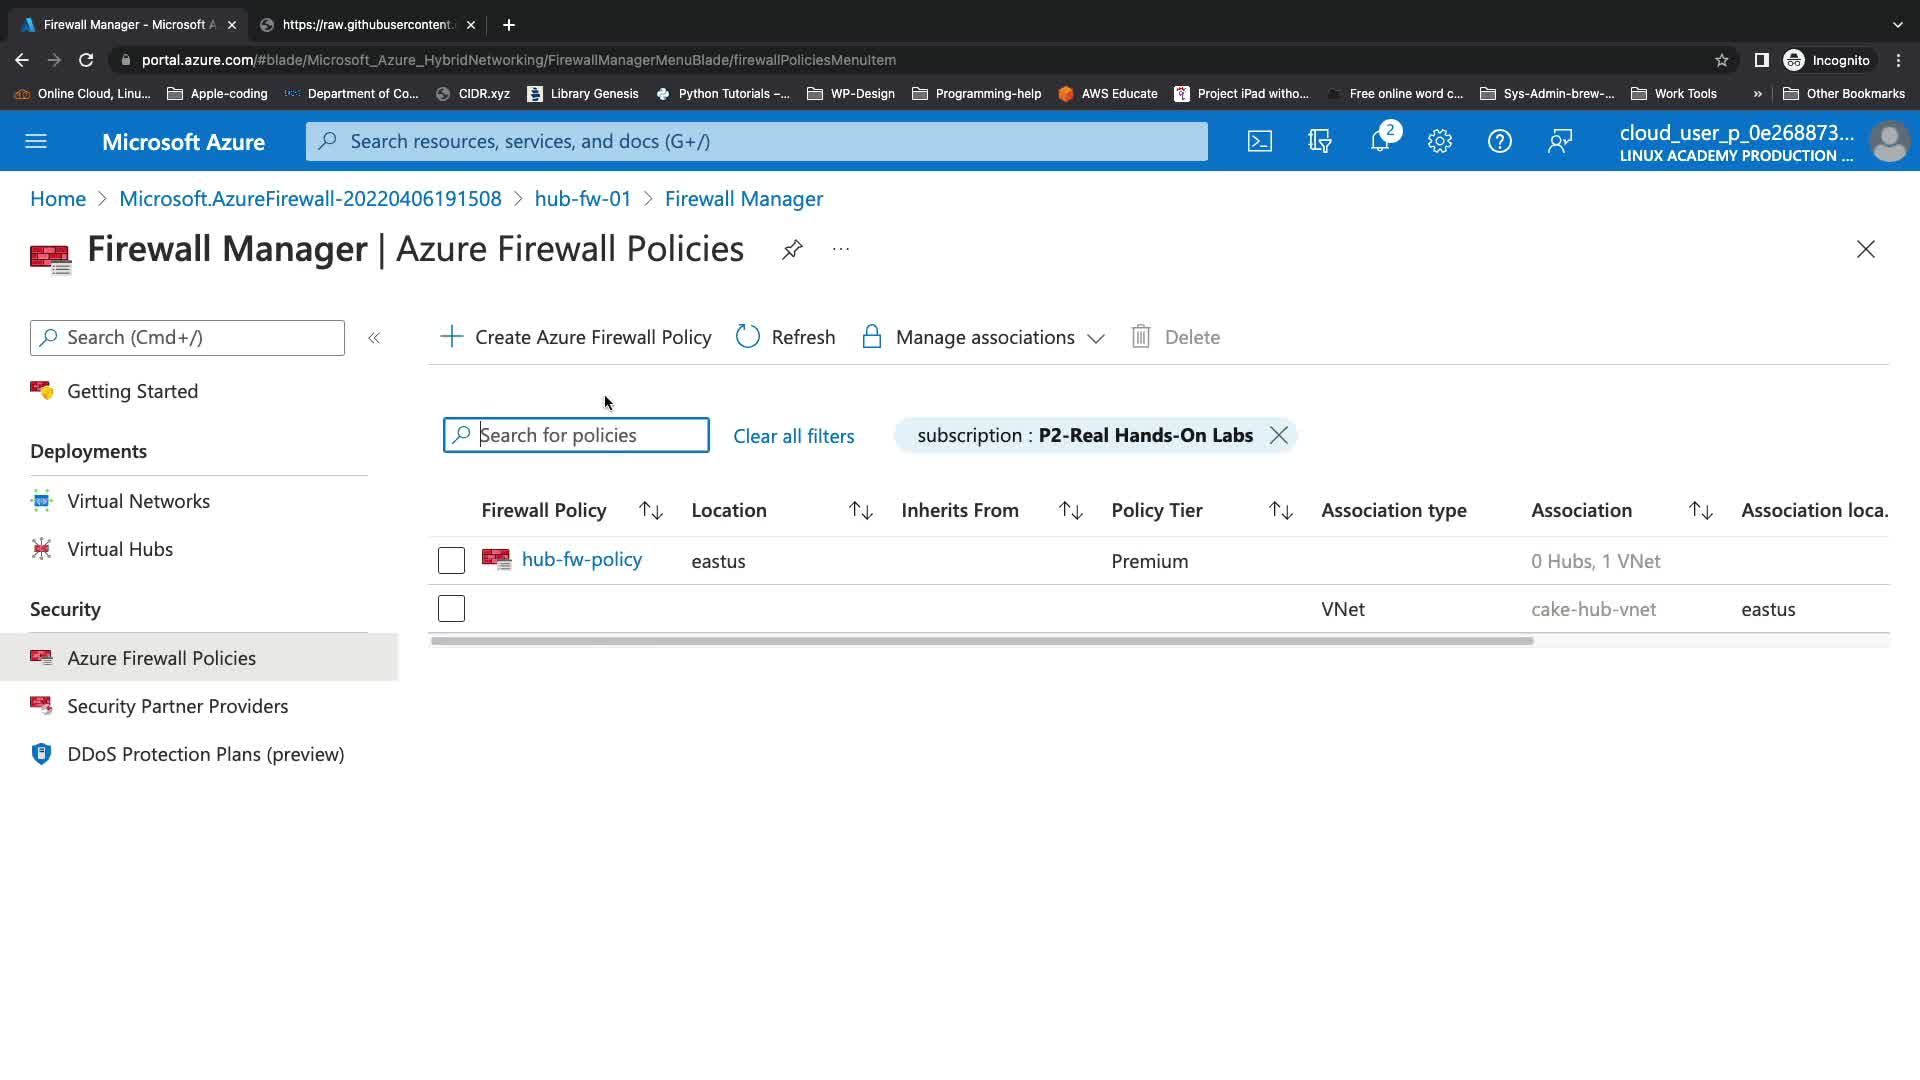 Firewall Manager - Microsoft A
https://raw.githubusercontent.
portal.azure.com/#blade/Microsoft_Azure_HybridNetworking/FirewallManagerMenuBlade/firewallPoliciesMenuItem
Incognito
Online Cloud, Linu...
Apple-coding
Department of Co...
CIDR.xyz
Library Genesis
Python Tutorials –...
WP-Design
Programming-help
AWS Educate
Project iPad witho...
Free online word c...
Sys-Admin-brew-...
Work Tools
»
Other Bookmarks
Microsoft Azure
Search resources, services, and docs (G+/)
2
cloud_user_p_0e268873...
LINUX ACADEMY PRODUCTION ...
Home > Microsoft.AzureFirewall-20220406191508 > hub-fw-01 > Firewall Manager
Firewall Manager | Azure Firewall Policies
...
Search (Cmd+/)
«
Getting Started
Deployments
Virtual Networks
Virtual Hubs
Security
Azure Firewall Policies
Security Partner Providers
DDoS Protection Plans (preview)
Create Azure Firewall Policy
Refresh
Manage associations
Delete
Search for policies
Clear all filters
subscription : P2-Real Hands-On Labs
Firewall Policy Location Inherits From Policy Tier Association type Association Association loca.
hub-fw-policy eastus Premium 0 Hubs, 1 VNet
VNet cake-hub-vnet eastus